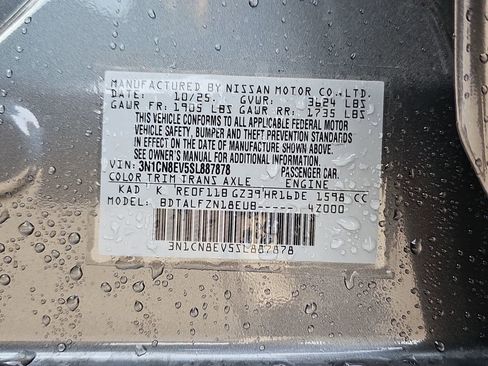 MANUFACTURED BY NISSAN MOTOR CO.,LTD.
DATE: 10/25 GVWR: 3624 LBS
GAWR FR: 1905 LBS GAWR RR: 1735 LBS
THIS VEHICLE CONFORMS TO ALL APPLICABLE FEDERAL MOTOR
VEHICLE SAFETY, BUMPER AND THEFT PREVENTION STANDARDS
IN EFFECT ON THE DATE OF MANUFACTURE SHOWN ABOVE.
SEE OWNER'S MANUAL FOR ADDITIONAL INFORMATION.
VIN: 3N1CN8EV5SL887878 PASSENGER CAR
COLOR TRIM TRANS AXLE ENGINE
KAD K RE0F11B GZ39 HR16DE 1598 CC
MODEL: BDTALFZN18EUB----- 4Z000
3N1CN8EV5SL887878